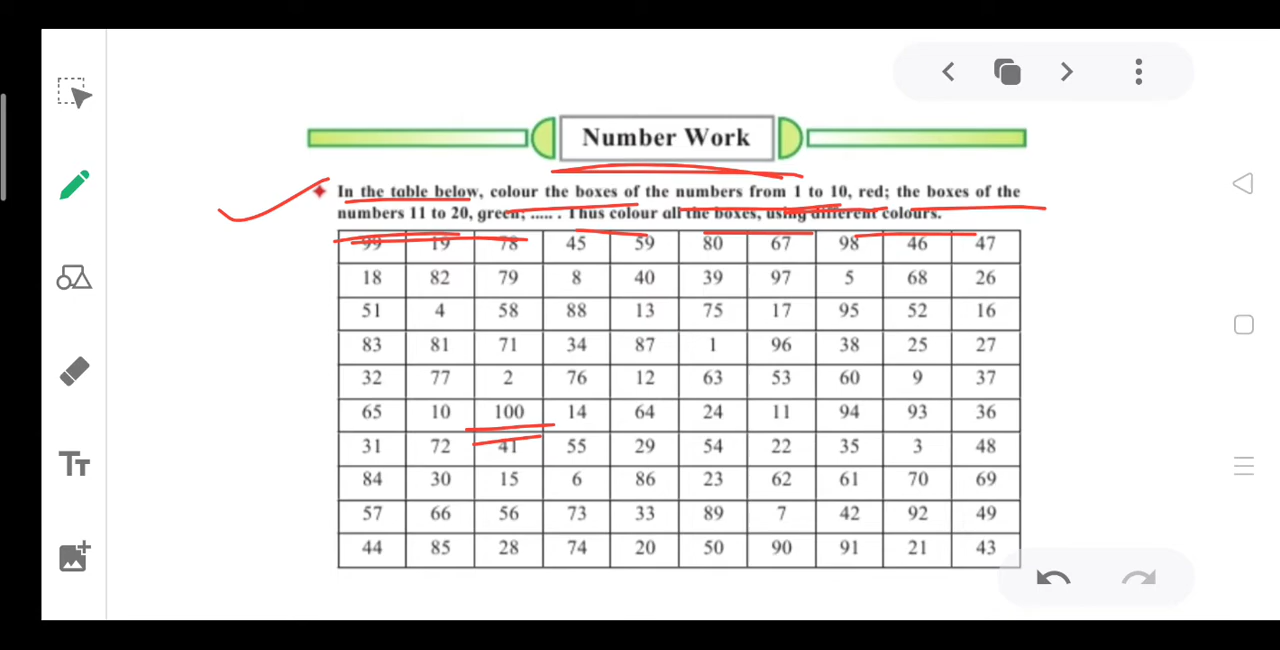 Number Work
In the table below, colour the boxes of the numbers from 1 to 10, red; the boxes of the
numbers 11 to 20, green; ..... . Thus colour all the boxes, using different colours.
99 19 78 45 59 80 67 98 46 47
18 82 79 8 40 39 97 5 68 26
51 4 58 88 13 75 17 95 52 16
83 81 71 34 87 1 96 38 25 27
32 77 2 76 12 63 53 60 9 37
65 10 100 14 64 24 11 94 93 36
31 72 41 55 29 54 22 35 3 48
84 30 15 6 86 23 62 61 70 69
57 66 56 73 33 89 7 42 92 49
44 85 28 74 20 50 90 91 21 43
TT